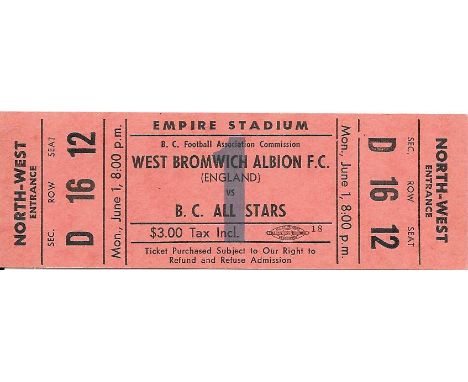 NORTH-WEST
ENTRANCE
SEC. ROW SEAT
D 16 12
Mon., June 1, 8:00 p.m.
EMPIRE STADIUM
B. C. Football Association Commission
WEST BROMWICH ALBION F.C.
(ENGLAND)
vs
B. C. ALL STARS
1
$3.00 Tax Incl. 18
Ticket Purchased Subject to Our Right to
Refund and Refuse Admission
Mon., June 1, 8:00 p.m.
D 16 12
SEC. ROW SEAT
NORTH-WEST
ENTRANCE